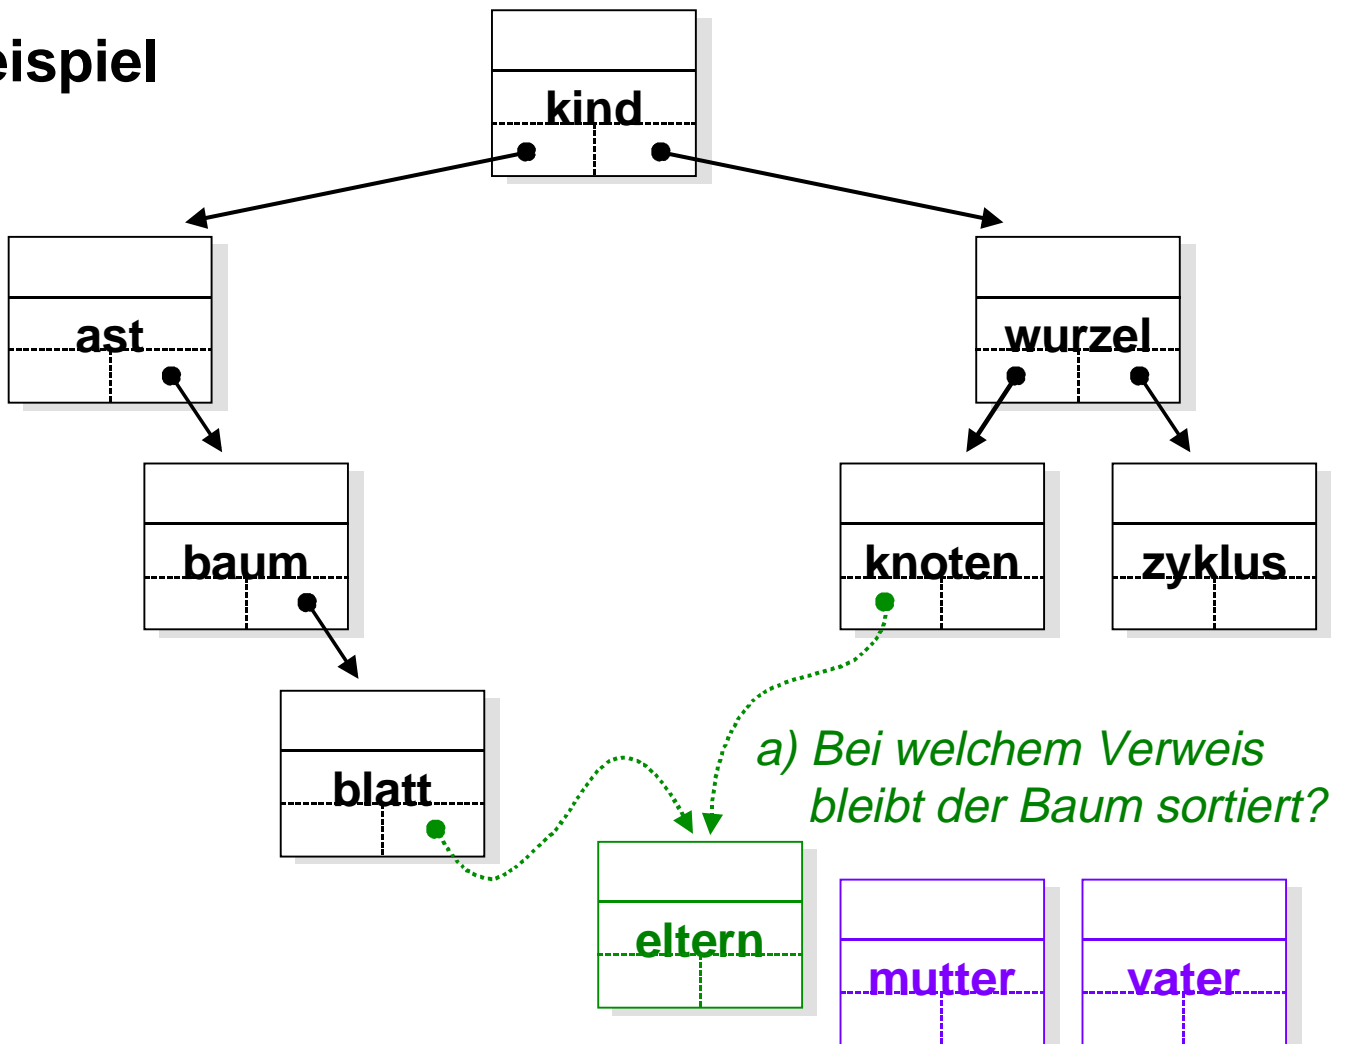 eispiel
kind
ast
wurzel
baum
knoten
zyklus
blatt
a) Bei welchem Verweis
bleibt der Baum sortiert?
eltern
mutter
vater